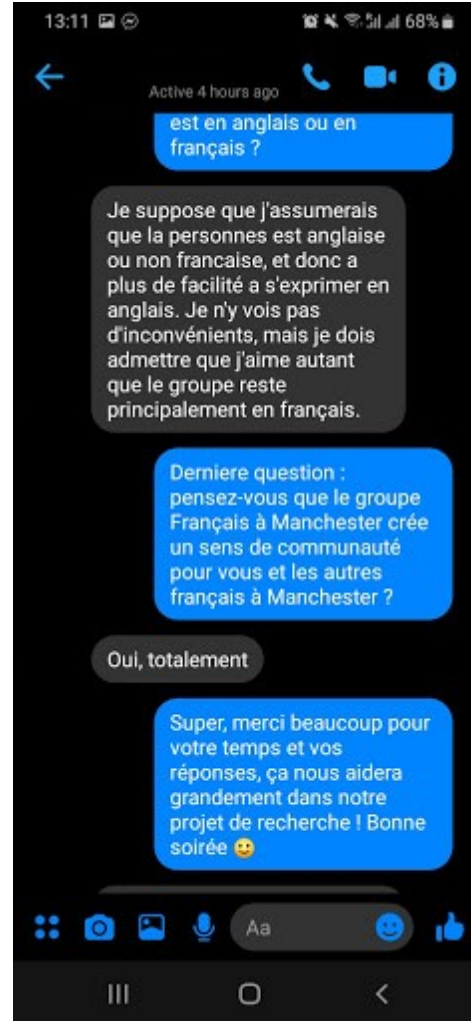 13:11
68%
Active 4 hours ago
est en anglais ou en
français ?
Je suppose que j'assumerais
que la personnes est anglaise
ou non francaise, et donc a
plus de facilité a s'exprimer en
anglais. Je n'y vois pas
d'inconvénients, mais je dois
admettre que j'aime autant
que le groupe reste
principalement en français.
Derniere question :
pensez-vous que le groupe
Français à Manchester crée
un sens de communauté
pour vous et les autres
français à Manchester ?
Oui, totalement
Super, merci beaucoup pour
votre temps et vos
réponses, ça nous aidera
grandement dans notre
projet de recherche ! Bonne
soirée 🙂
Aa